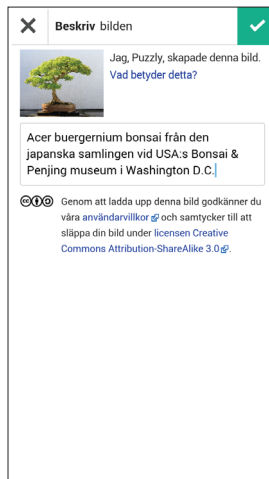 Beskriv bilden
Jag, Puzzly, skapade denna bild.
Vad betyder detta?
Acer buergernium bonsai från den
japanska samlingen vid USA:s Bonsai &
Penjing museum i Washington D.C.
Genom att ladda upp denna bild godkänner du
våra användarvillkor och samtycker till att
släppa din bild under licensen Creative
Commons Attribution-ShareAlike 3.0.